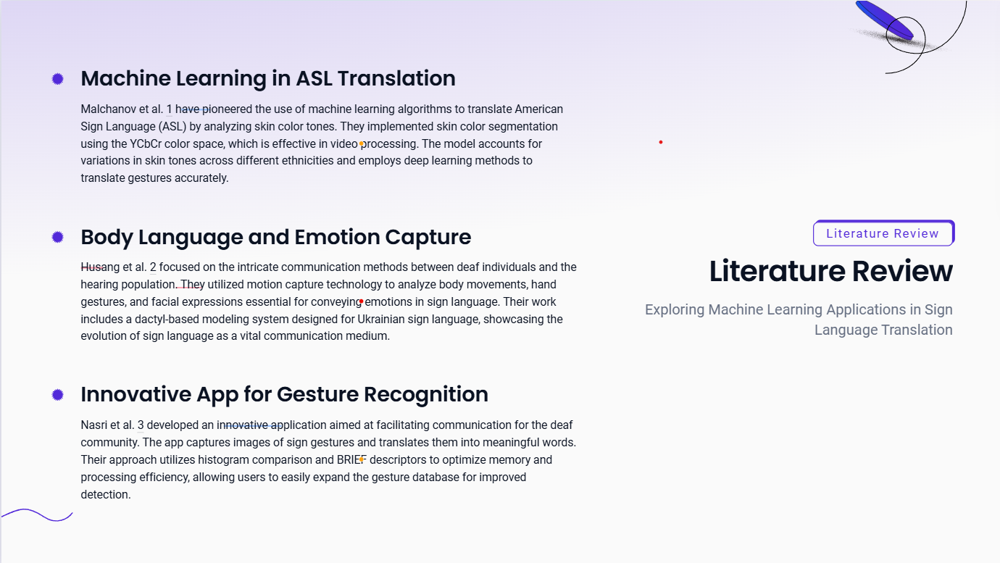 Machine Learning in ASL Translation
Malchanov et al. 1 have pioneered the use of machine learning algorithms to translate American
Sign Language (ASL) by analyzing skin color tones. They implemented skin color segmentation
using the YCbCr color space, which is effective in video processing. The model accounts for
variations in skin tones across different ethnicities and employs deep learning methods to
translate gestures accurately.
Body Language and Emotion Capture
Husang et al. 2 focused on the intricate communication methods between deaf individuals and the
hearing population. They utilized motion capture technology to analyze body movements, hand
gestures, and facial expressions essential for conveying emotions in sign language. Their work
includes a dactyl-based modeling system designed for Ukrainian sign language, showcasing the
evolution of sign language as a vital communication medium.
Innovative App for Gesture Recognition
Nasri et al. 3 developed an innovative application aimed at facilitating communication for the deaf
community. The app captures images of sign gestures and translates them into meaningful words.
Their approach utilizes histogram comparison and BRIEF descriptors to optimize memory and
processing efficiency, allowing users to easily expand the gesture database for improved
detection.
Literature Review
Literature Review
Exploring Machine Learning Applications in Sign
Language Translation